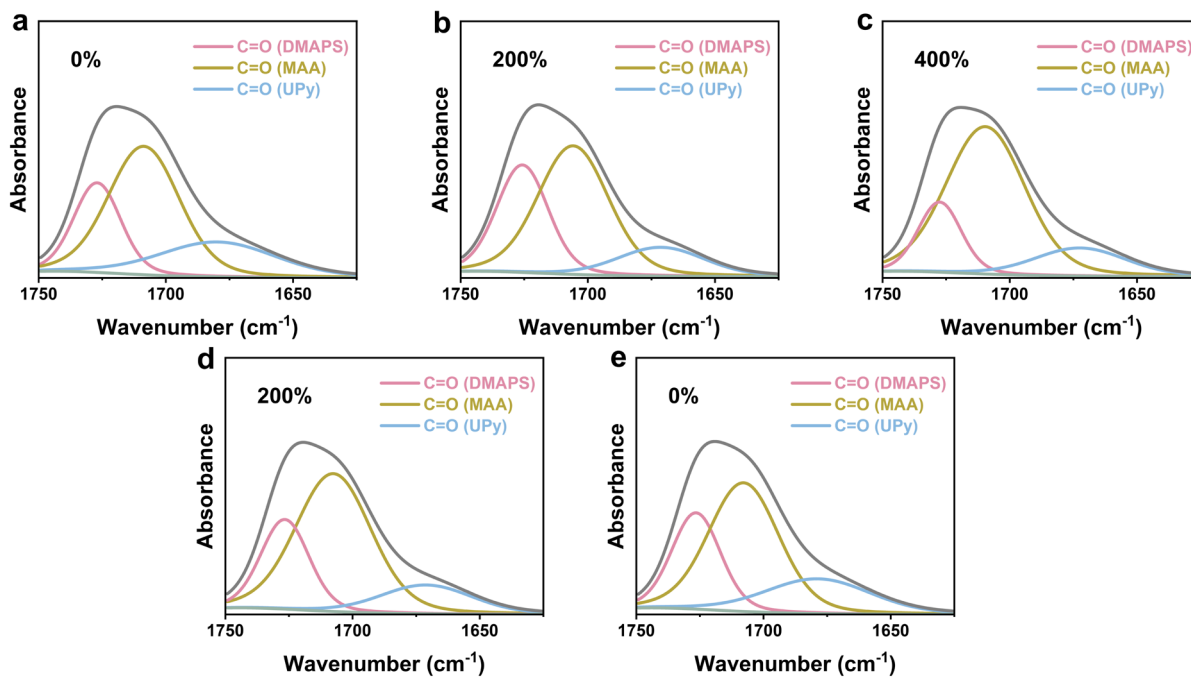 a
0%
C=O (DMAPS)
C=O (MAA)
C=O (UPy)
Absorbance
1750 1700 1650
Wavenumber (cm⁻¹)
b
200%
C=O (DMAPS)
C=O (MAA)
C=O (UPy)
Absorbance
1750 1700 1650
Wavenumber (cm⁻¹)
c
400%
C=O (DMAPS)
C=O (MAA)
C=O (UPy)
Absorbance
1750 1700 1650
Wavenumber (cm⁻¹)
d
200%
C=O (DMAPS)
C=O (MAA)
C=O (UPy)
Absorbance
1750 1700 1650
Wavenumber (cm⁻¹)
e
0%
C=O (DMAPS)
C=O (MAA)
C=O (UPy)
Absorbance
1750 1700 1650
Wavenumber (cm⁻¹)